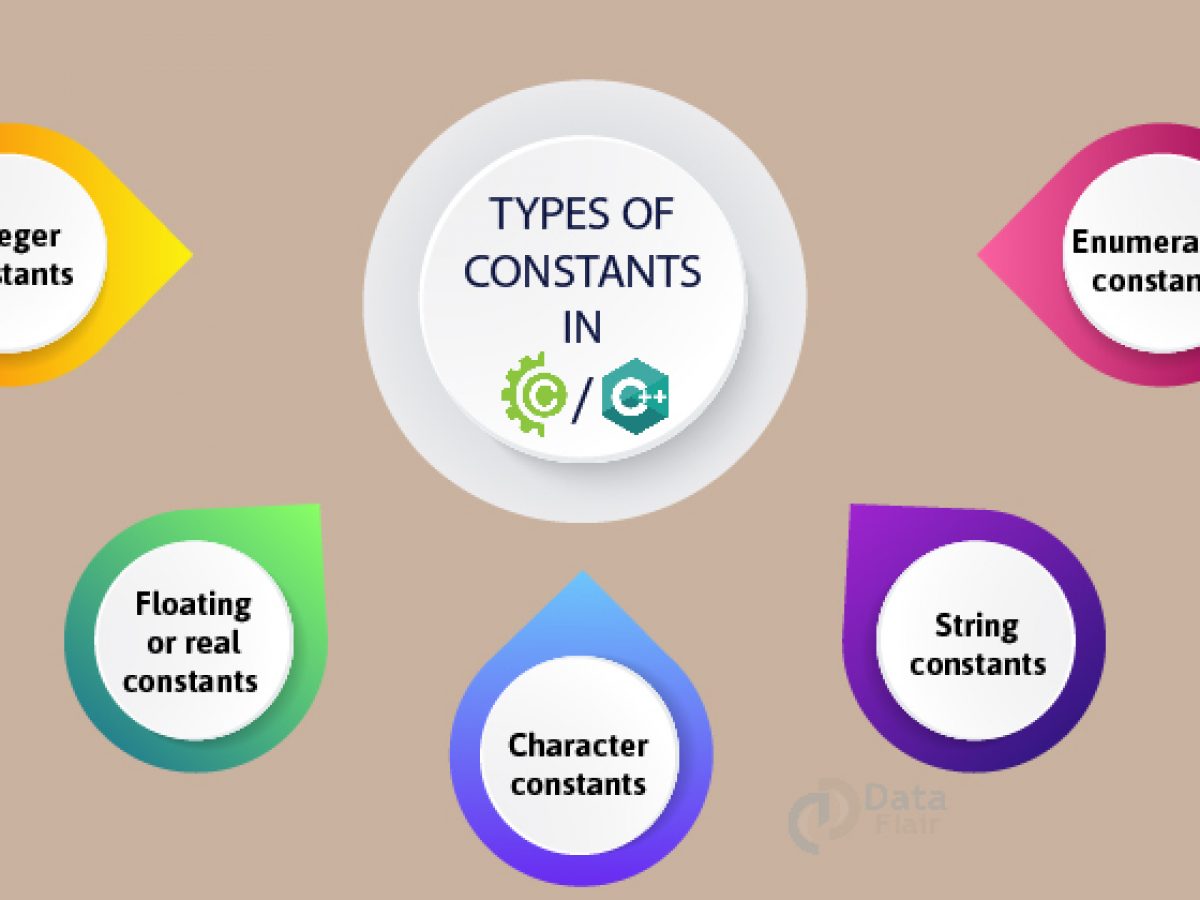 TYPES OF
CONSTANTS
IN
C / C++
eger
stants
Enumera
constan
Floating
or real
constants
String
constants
Character
constants
Data
Flair